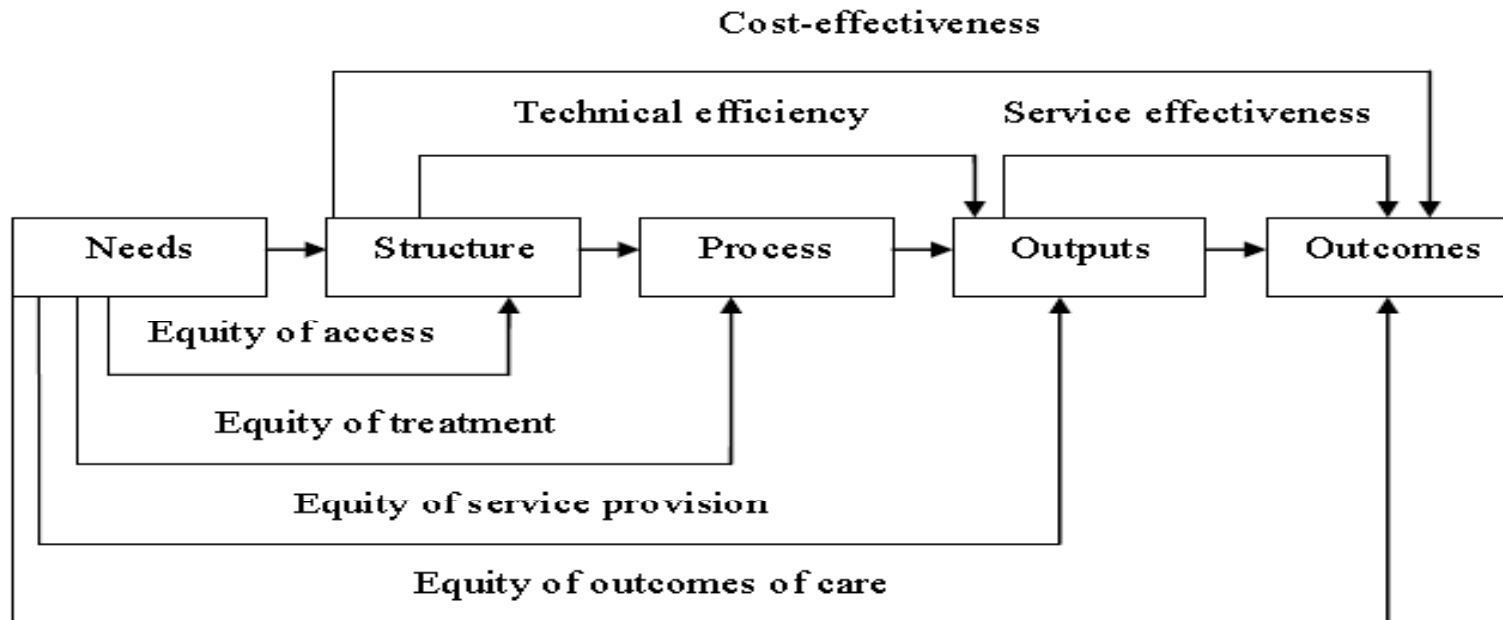 Cost-effectiveness
Technical efficiency
Service effectiveness
Needs
Structure
Process
Outputs
Outcomes
Equity of access
Equity of treatment
Equity of service provision
Equity of outcomes of care